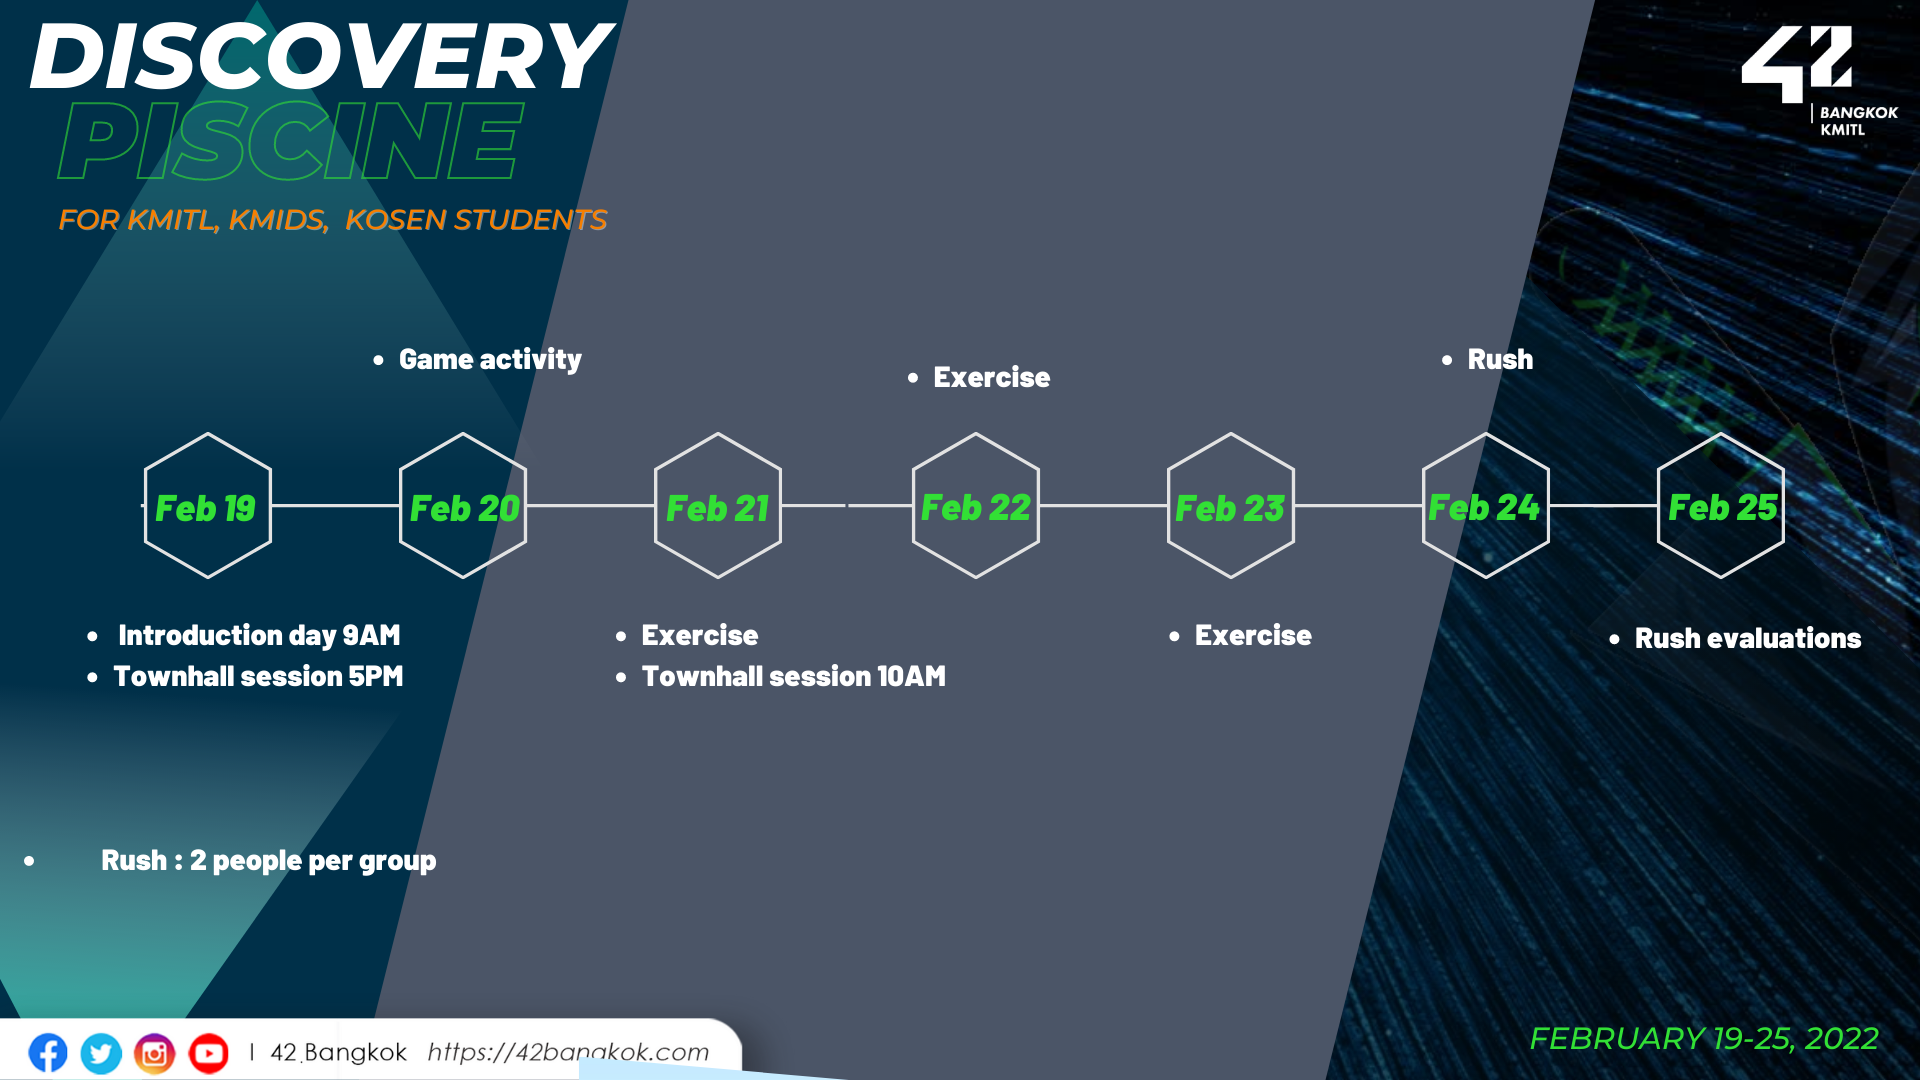 DISCOVERY
PISCINE
FOR KMITL, KMIDS, KOSEN STUDENTS
42
BANGKOK
KMITL
• Game activity
• Exercise
• Rush
Feb 19
Feb 20
Feb 21
Feb 22
Feb 23
Feb 24
Feb 25
• Introduction day 9AM
• Townhall session 5PM
• Exercise
• Townhall session 10AM
• Exercise
• Rush evaluations
• Rush : 2 people per group
| 42.Bangkok https://42bangkok.com
FEBRUARY 19-25, 2022